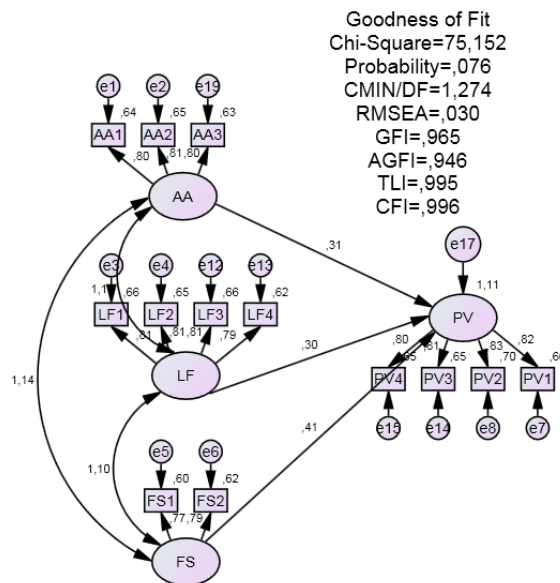 Goodness of Fit
Chi-Square=75,152
Probability=,076
CMIN/DF=1,274
RMSEA=,030
GFI=,965
AGFI=,946
TLI=,995
CFI=,996
e1 e2 e19
,64 ,65 ,63
AA1 AA2 AA3
,80 ,81 ,80
AA
,31
e17
e3 e4 e12 e13
,66 ,65 ,66 ,62
1,11
LF1 LF2 LF3 LF4
PV
,81 ,81 ,81 ,79
,30
,80 ,81 ,83 ,82
,65 ,65 ,70
1,14
LF
PV4 PV3 PV2 PV1
,41
e15 e14 e8 e7
1,10
e5 e6
,60 ,62
FS1 FS2
,77 ,79
FS